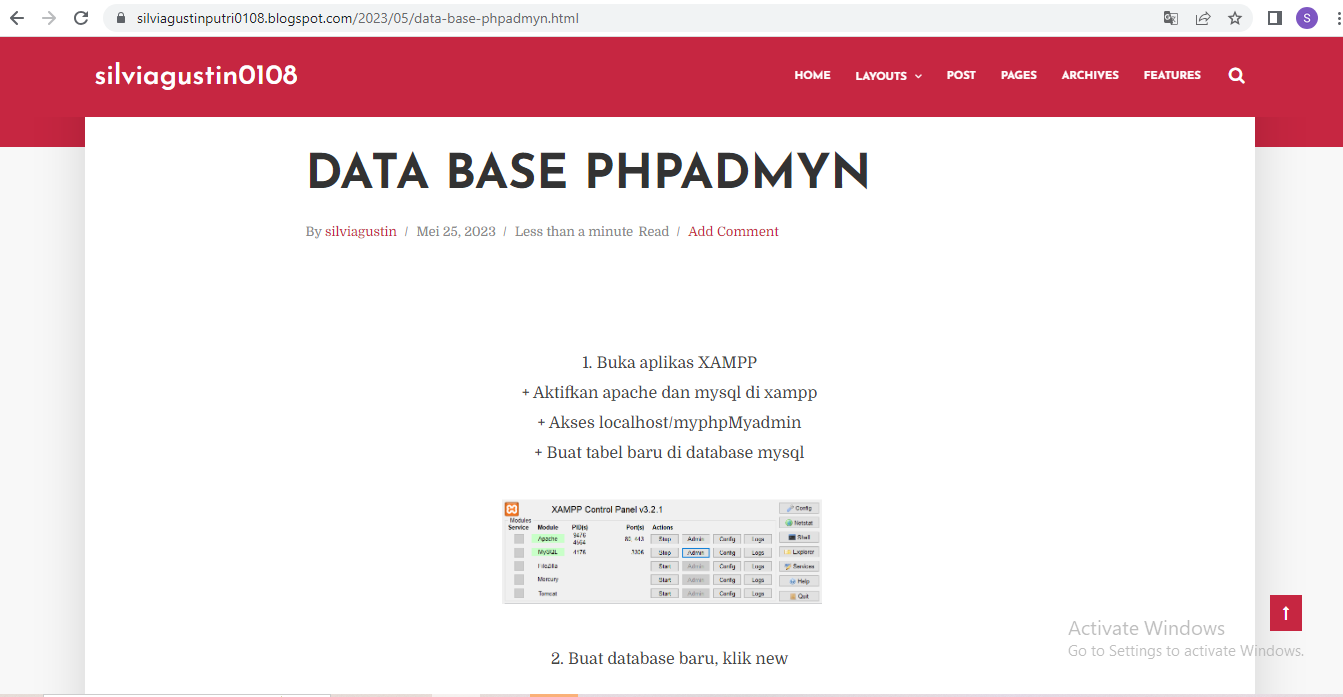 silviagustinputri0108.blogspot.com/2023/05/data-base-phpadmyn.html
S
silviagustin0108
HOME LAYOUTS POST PAGES ARCHIVES FEATURES
DATA BASE PHPADMYN
By silviagustin / Mei 25, 2023 / Less than a minute Read / Add Comment
1. Buka aplikas XAMPP
+ Aktifkan apache dan mysql di xampp
+ Akses localhost/myphpMyadmin
+ Buat tabel baru di database mysql
XAMPP Control Panel v3.2.1 Config
Modules
Service Module PID(s) Port(s) Actions Netstat
Apache 9476 4564 80, 443 Stop Admin Config Logs Shell
MySQL 4176 3306 Stop Admin Config Logs Explorer
FileZilla Start Admin Config Logs Services
Mercury Start Admin Config Logs Help
Tomcat Start Admin Config Logs Quit
2. Buat database baru, klik new
Activate Windows
Go to Settings to activate Windows.